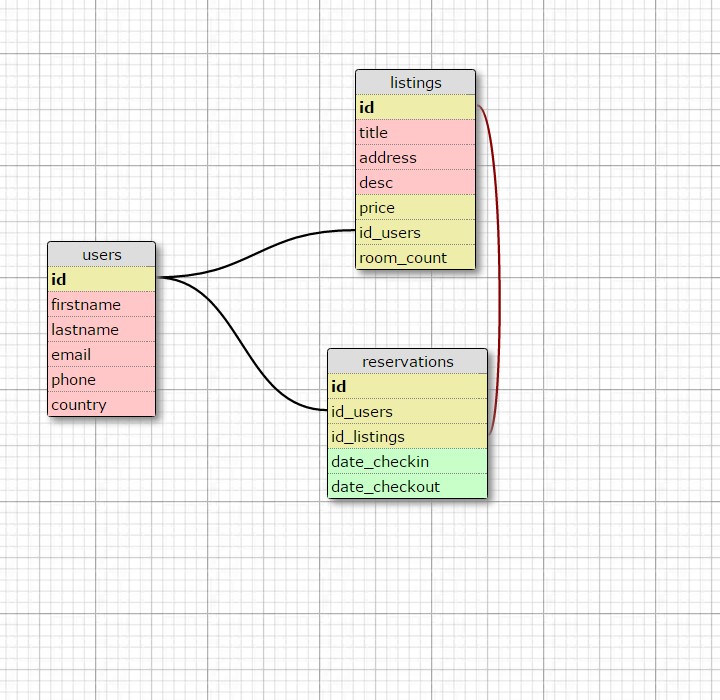 listings
id
title
address
desc
price
id_users
room_count
users
id
firstname
lastname
email
phone
country
reservations
id
id_users
id_listings
date_checkin
date_checkout